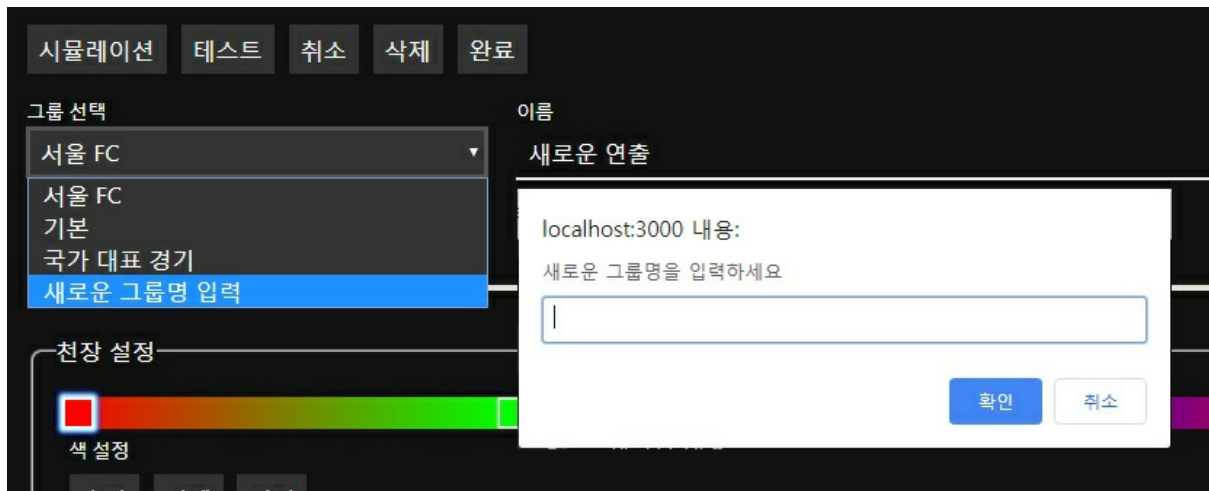 시뮬레이션 테스트 취소 삭제 완료
그룹 선택
서울 FC
서울 FC
기본
국가 대표 경기
새로운 그룹명 입력
이름
새로운 연출
localhost:3000 내용:
새로운 그룹명을 입력하세요
확인 취소
천장 설정
색 설정